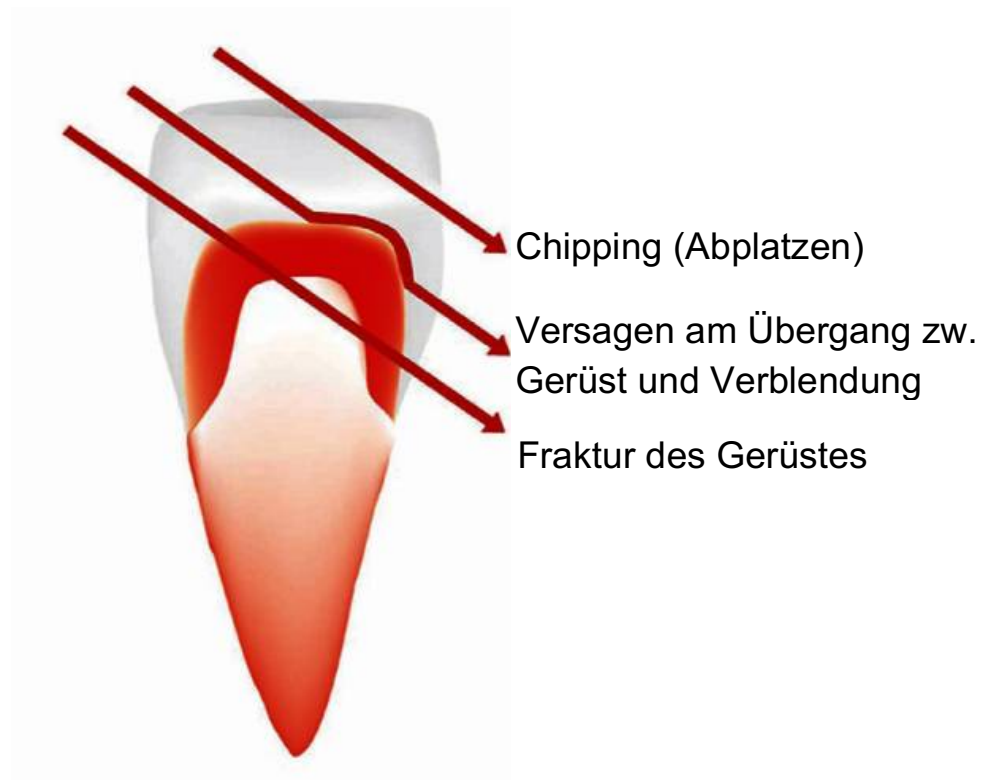 Chipping (Abplatzen)
Versagen am Übergang zw.
Gerüst und Verblendung
Fraktur des Gerüstes